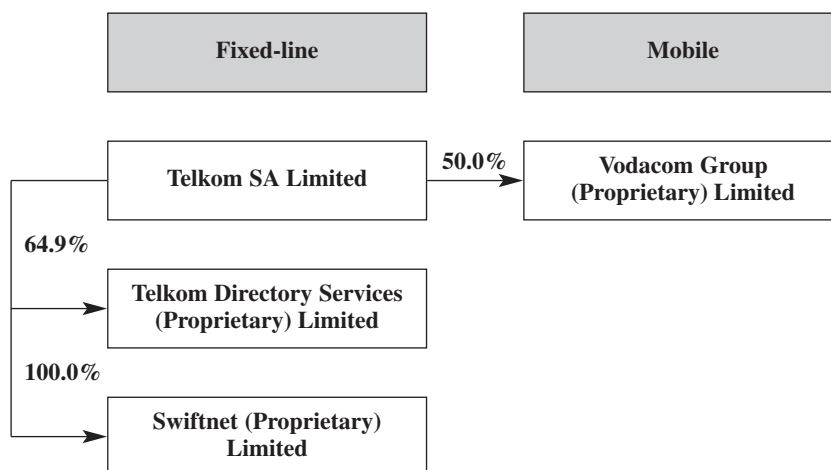 Fixed-line
Mobile
Telkom SA Limited
50.0%
Vodacom Group
(Proprietary) Limited
64.9%
Telkom Directory Services
(Proprietary) Limited
100.0%
Swiftnet (Proprietary)
Limited